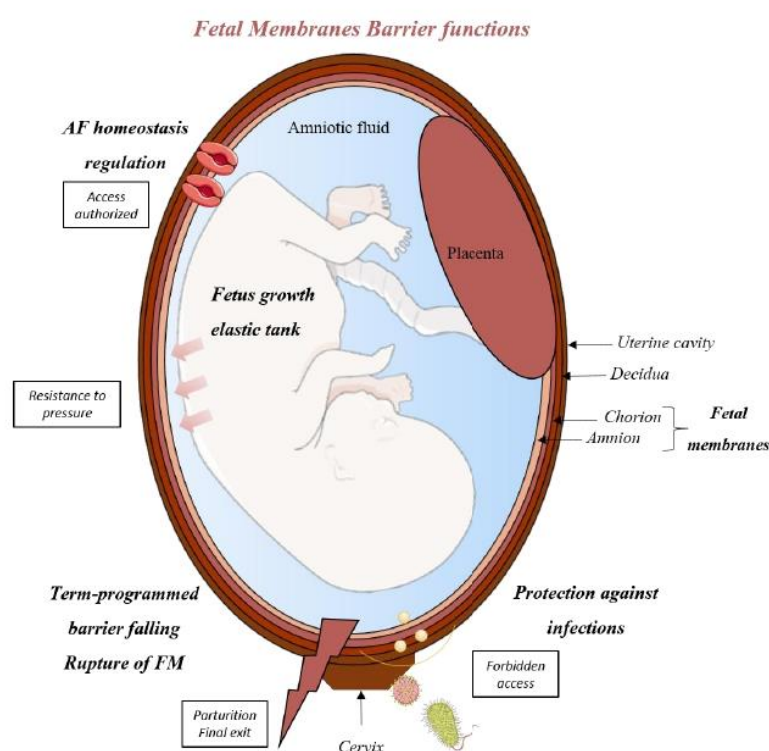 Fetal Membranes Barrier functions
AF homeostasis
regulation
Access
authorized
Amniotic fluid
Placenta
Fetus growth
elastic tank
Resistance to
pressure
Uterine cavity
Decidua
Chorion
Amnion
Fetal
membranes
Term-programmed
barrier falling
Rupture of FM
Protection against
infections
Forbidden
access
Parturition
Final exit
Cervix